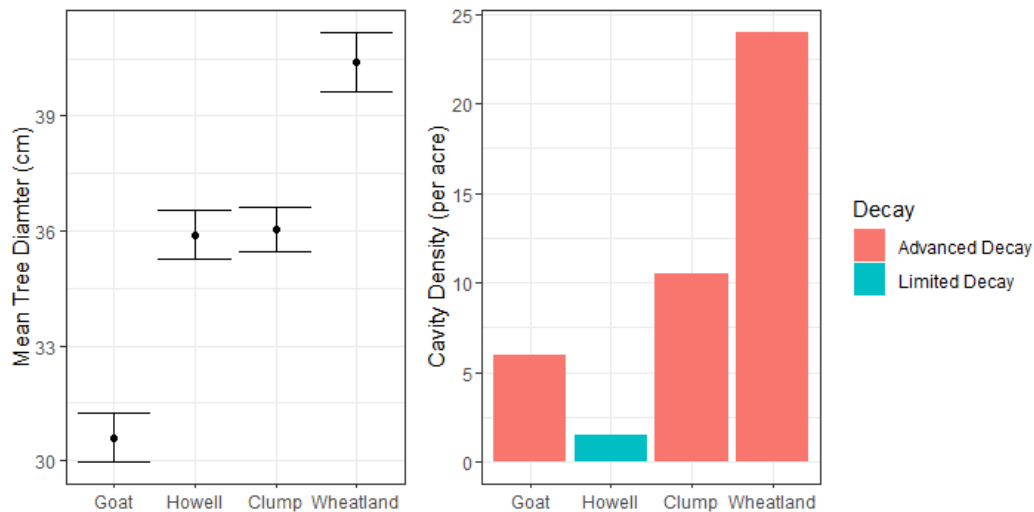 Mean Tree Diamter (cm)
39
36
33
30
Goat Howell Clump Wheatland
Cavity Density (per acre)
25
20
15
10
5
0
Goat Howell Clump Wheatland
Decay
Advanced Decay
Limited Decay